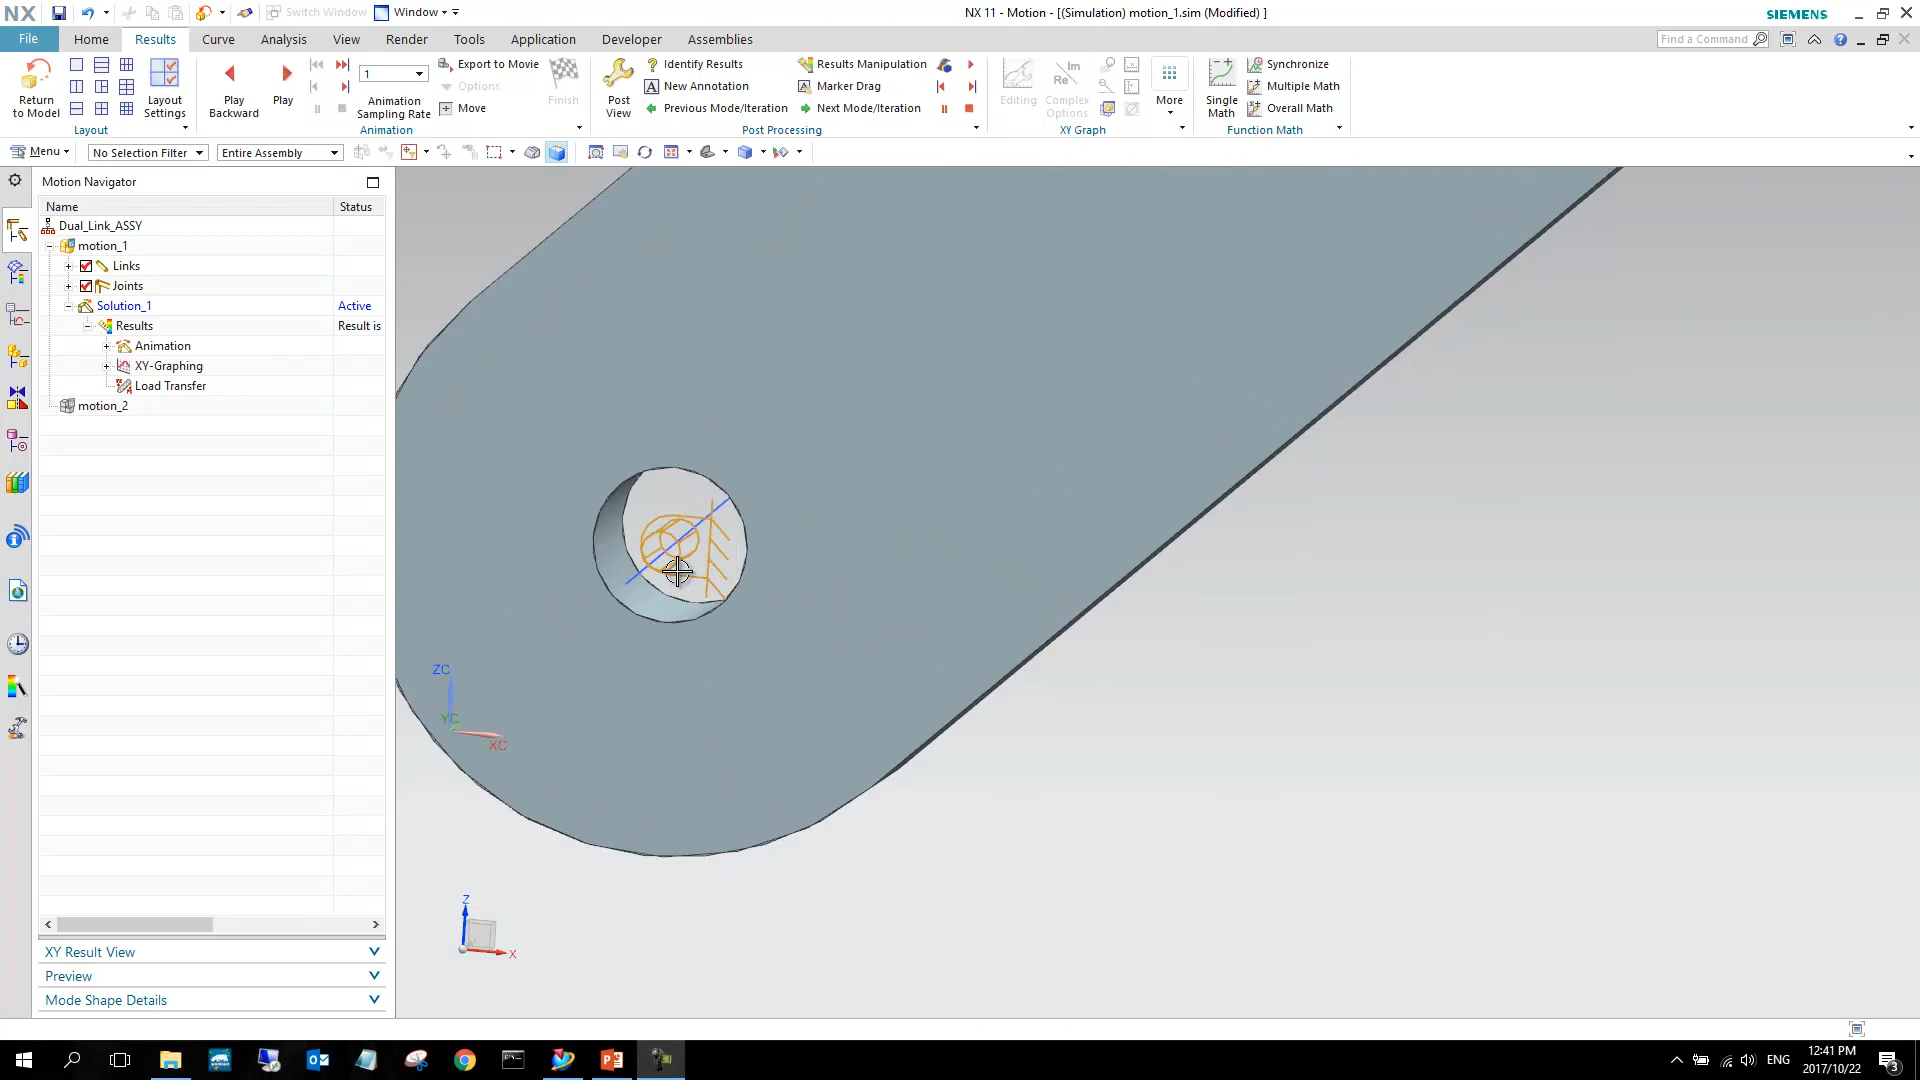 NX
Switch Window
Window
NX 11 - Motion - [(Simulation) motion_1.sim (Modified) ]
SIEMENS
File
Home
Results
Curve
Analysis
View
Render
Tools
Application
Developer
Assemblies
Find a Command
Return to Model
Layout Settings
Layout
Play Backward
Play
1
Animation Sampling Rate
Export to Movie
Options
Move
Finish
Animation
Post View
Identify Results
New Annotation
Previous Mode/Iteration
Results Manipulation
Marker Drag
Next Mode/Iteration
Post Processing
Editing
Complex Options
More
XY Graph
Single Math
Synchronize
Multiple Math
Overall Math
Function Math
Menu
No Selection Filter
Entire Assembly
Motion Navigator
Name
Status
Dual_Link_ASSY
motion_1
Links
Joints
Solution_1
Active
Results
Result is
Animation
XY-Graphing
Load Transfer
motion_2
ZC
YC
XC
Z
X
XY Result View
Preview
Mode Shape Details
ENG
12:41 PM
2017/10/22
3